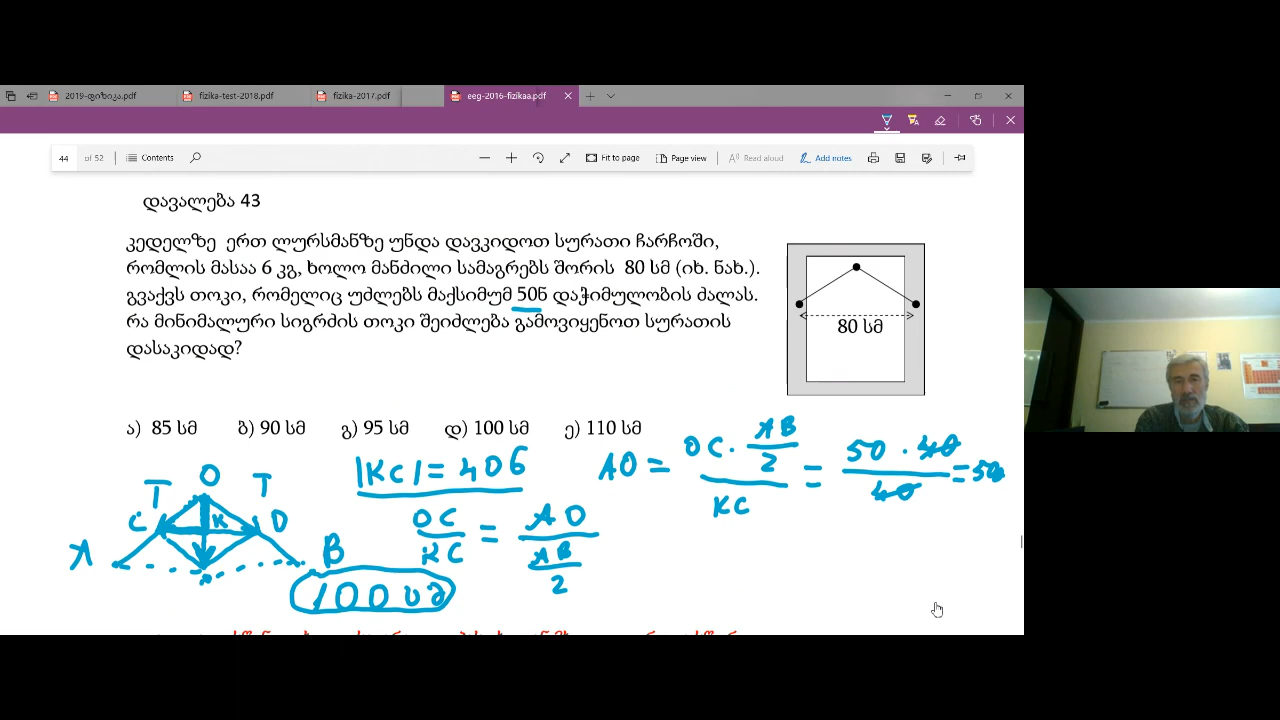 2019-ფიზიკა.pdf
fizika-test-2018.pdf
fizika-2017.pdf
eeg-2016-fizikaa.pdf
44 of 52
Contents
Fit to page
Page view
Read aloud
Add notes
დავალება 43
კედელზე ერთ ლურსმანზე უნდა დავკიდოთ სურათი ჩარჩოში,
რომლის მასაა 6 კგ, ხოლო მანძილი სამაგრებს შორის 80 სმ (იხ. ნახ.).
გვაქვს თოკი, რომელიც უძლებს მაქსიმუმ 50ნ დაჭიმულობის ძალას.
რა მინიმალური სიგრძის თოკი შეიძლება გამოვიყენოთ სურათის
დასაკიდად?
80 სმ
ა) 85 სმ ბ) 90 სმ გ) 95 სმ დ) 100 სმ ე) 110 სმ
|KC| = 40ნ
OC / KC = AO / AB/2
AO = OC · AB/2 / KC = 50 · 40 / 40 = 50
O
T T
C K D
A B
100 სმ